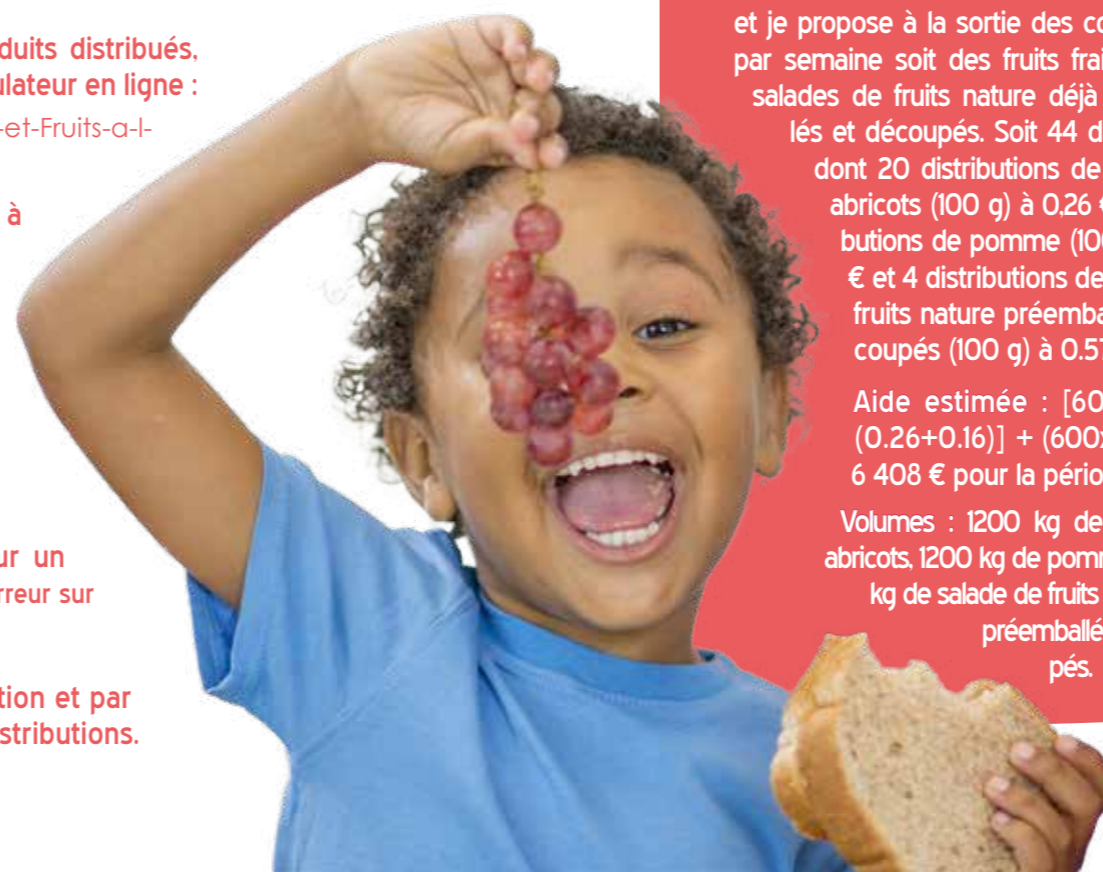 duits distribués,
ulateur en ligne :
-et-Fruits-a-l-
à
ur un
rreur sur
tion et par
stributions.
et je propose à la sortie des co
par semaine soit des fruits frai
salades de fruits nature déjà
lés et découpés. Soit 44 d
dont 20 distributions de
abricots (100 g) à 0,26 €
butions de pomme (100
€ et 4 distributions de
fruits nature préemba
coupés (100 g) à 0.57
Aide estimée : [60
(0.26+0.16)] + (600x
6 408 € pour la pério
Volumes : 1200 kg de
abricots, 1200 kg de pomm
kg de salade de fruits
préemballé
pés.